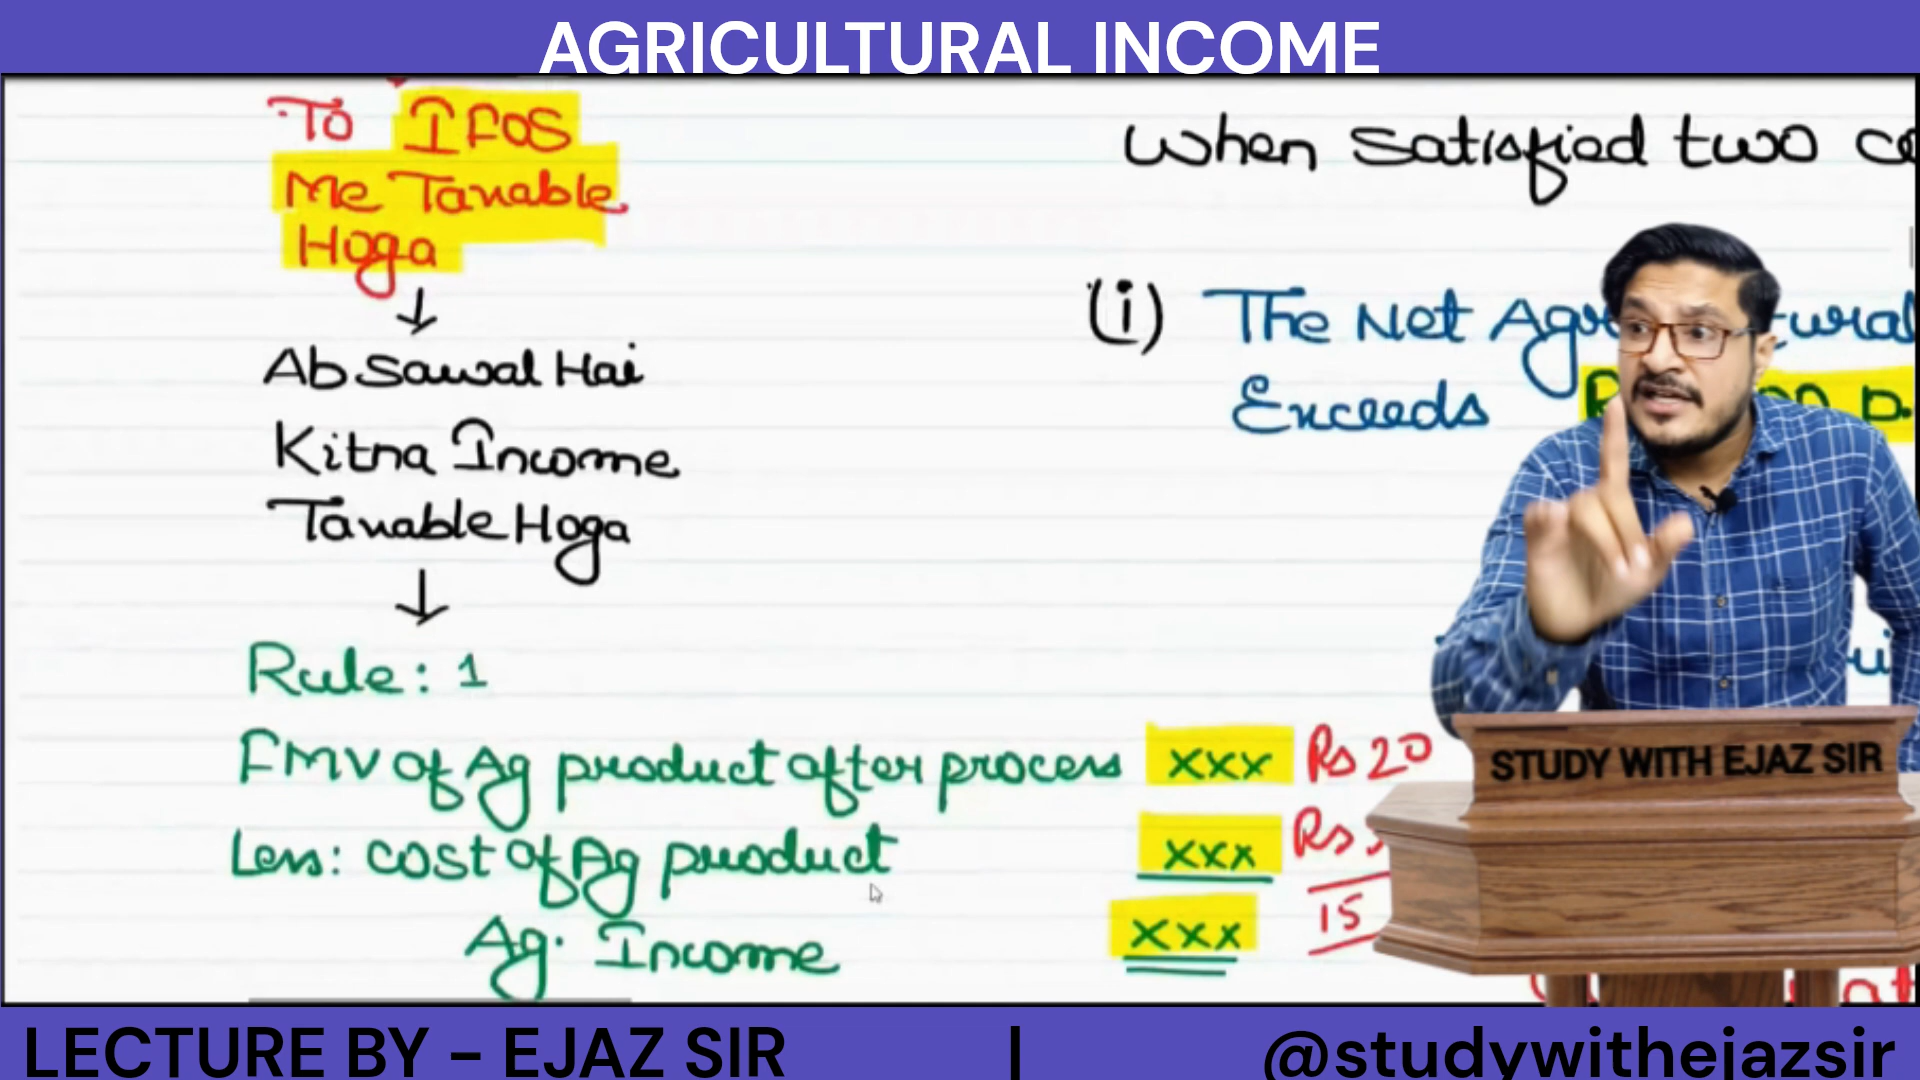 AGRICULTURAL INCOME
To IFOS
Me Taxable
Hoga
Ab Sawal Hai
Kitna Income
Taxable Hoga
Rule: 1
FMV of Ag product after process xxx Rs 20
Less: cost of Ag product xxx Rs
Ag. Income xxx 15
When Satisfied two
(i) The Net
Exceeds
STUDY WITH EJAZ SIR
LECTURE BY - EJAZ SIR | @studywithejazsir